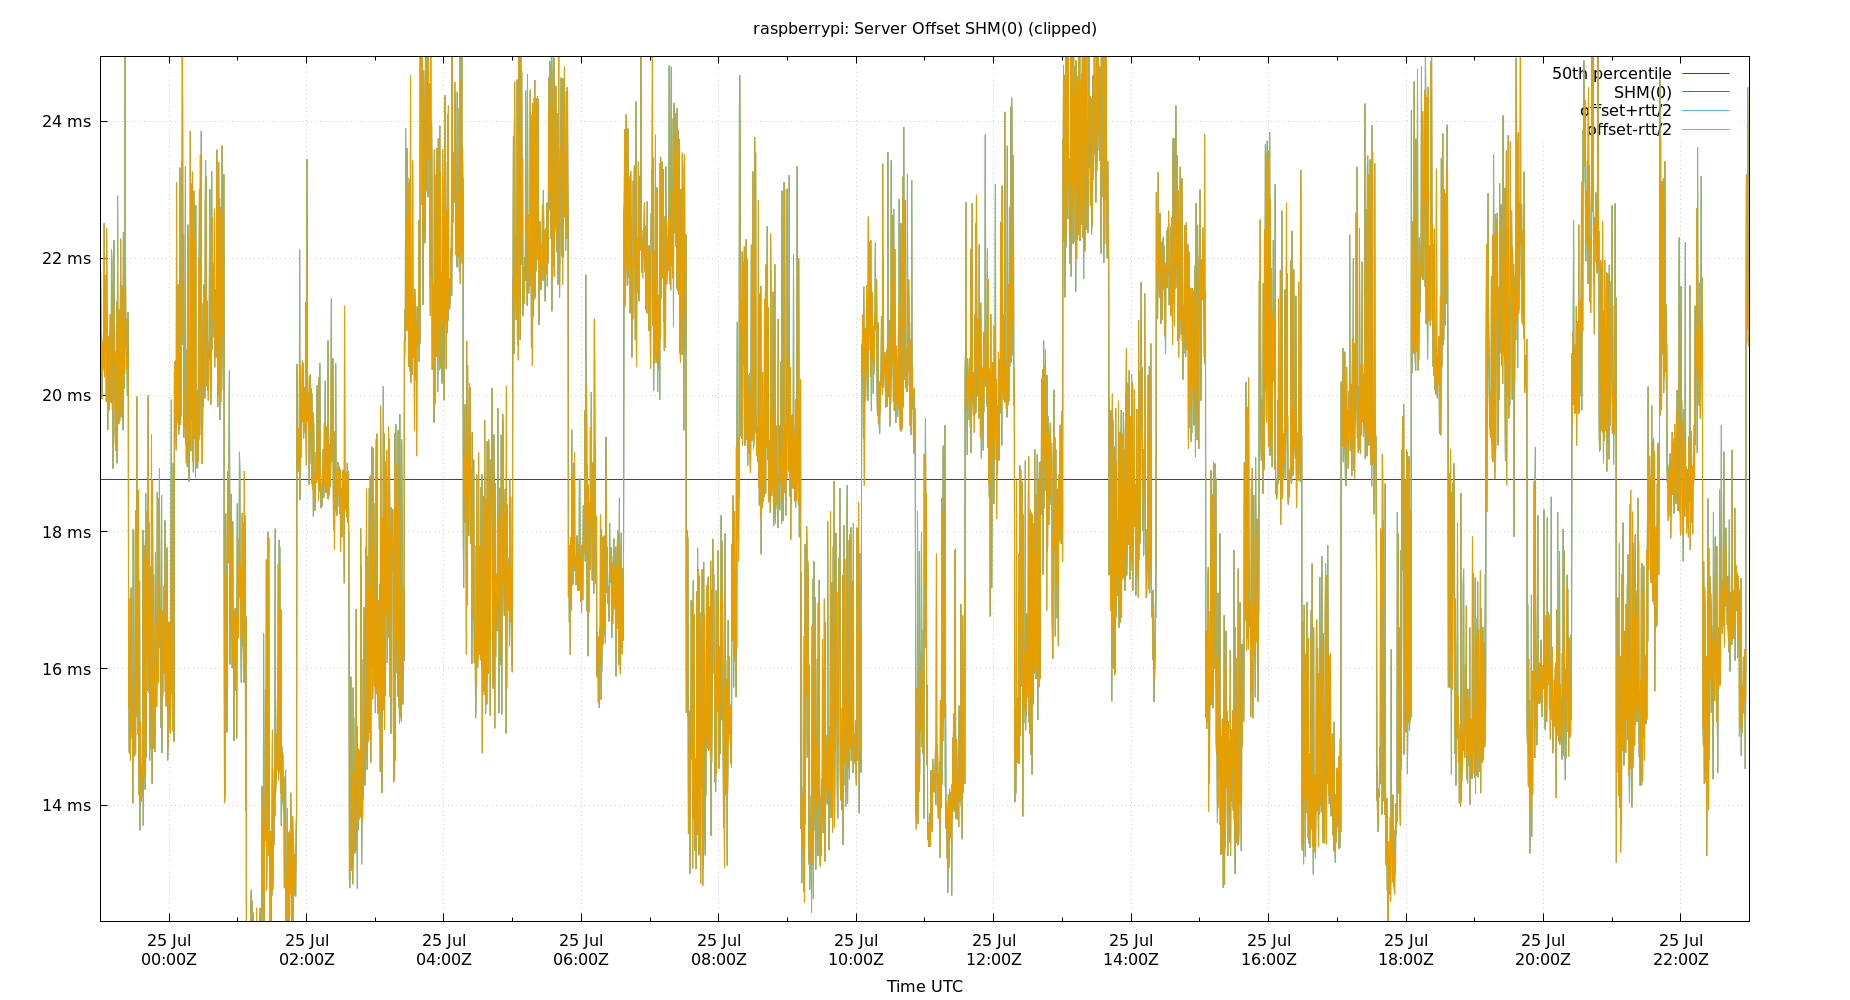 raspberrypi: Server Offset SHM(0) (clipped)
50th percentile
SHM(0)
offset+rtt/2
offset-rtt/2
24 ms
22 ms
20 ms
18 ms
16 ms
14 ms
25 Jul 25 Jul 25 Jul 25 Jul 25 Jul 25 Jul 25 Jul 25 Jul 25 Jul 25 Jul 25 Jul 25 Jul
00:00Z 02:00Z 04:00Z 06:00Z 08:00Z 10:00Z 12:00Z 14:00Z 16:00Z 18:00Z 20:00Z 22:00Z
Time UTC